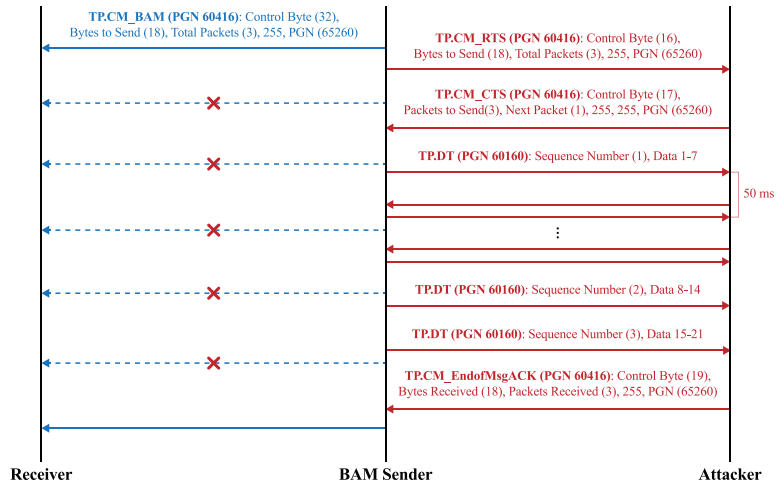 TP.CM_BAM (PGN 60416): Control Byte (32),
Bytes to Send (18), Total Packets (3), 255, PGN (65260)
TP.CM_RTS (PGN 60416): Control Byte (16),
Bytes to Send (18), Total Packets (3), 255, PGN (65260)
TP.CM_CTS (PGN 60416): Control Byte (17),
Packets to Send(3), Next Packet (1), 255, 255, PGN (65260)
TP.DT (PGN 60160): Sequence Number (1), Data 1-7
50 ms
⋮
TP.DT (PGN 60160): Sequence Number (2), Data 8-14
TP.DT (PGN 60160): Sequence Number (3), Data 15-21
TP.CM_EndofMsgACK (PGN 60416): Control Byte (19),
Bytes Received (18), Packets Received (3), 255, PGN (65260)
Receiver
BAM Sender
Attacker